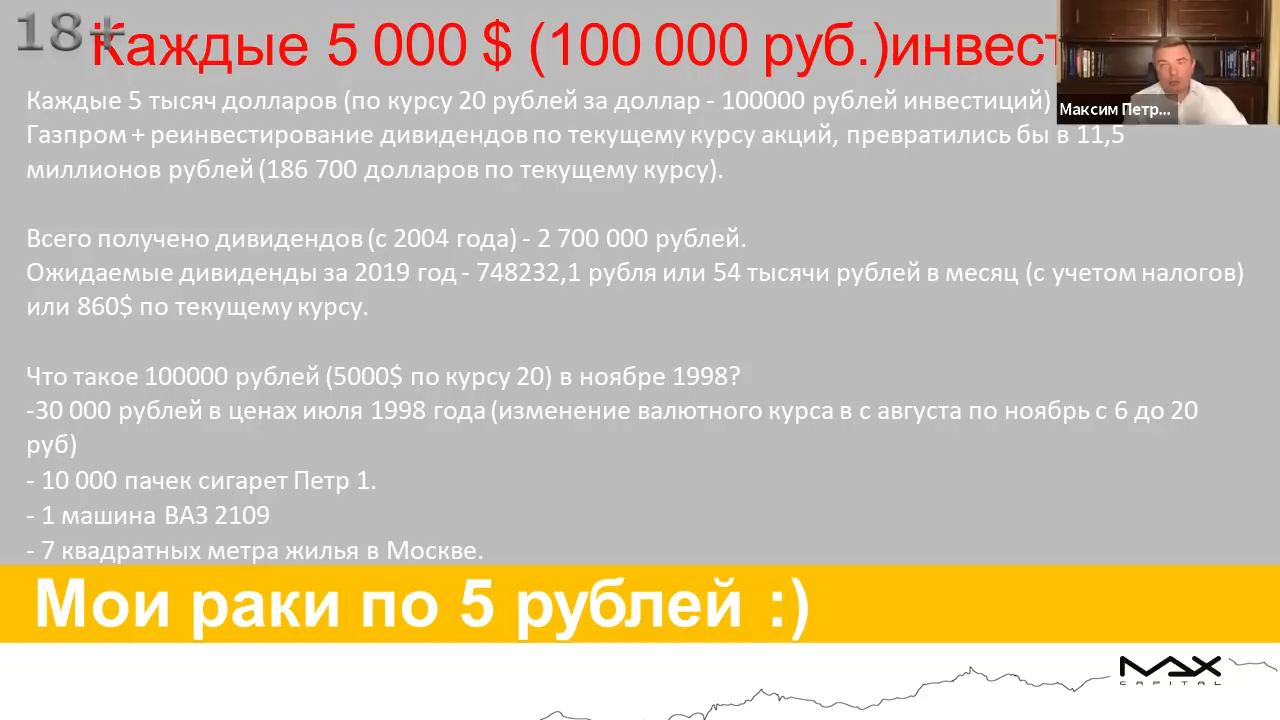 18+
Каждые 5 000 $ (100 000 руб.)инвест
Максим Петр...
Каждые 5 тысяч долларов (по курсу 20 рублей за доллар - 100000 рублей инвестиций)
Газпром + реинвестирование дивидендов по текущему курсу акций, превратились бы в 11,5
миллионов рублей (186 700 долларов по текущему курсу).
Всего получено дивидендов (с 2004 года) - 2 700 000 рублей.
Ожидаемые дивиденды за 2019 год - 748232,1 рубля или 54 тысячи рублей в месяц (с учетом налогов)
или 860$ по текущему курсу.
Что такое 100000 рублей (5000$ по курсу 20) в ноябре 1998?
-30 000 рублей в ценах июля 1998 года (изменение валютного курса в с августа по ноябрь с 6 до 20
руб)
- 10 000 пачек сигарет Петр 1.
- 1 машина ВАЗ 2109
- 7 квадратных метра жилья в Москве.
Мои раки по 5 рублей :)
MAX
CAPITAL